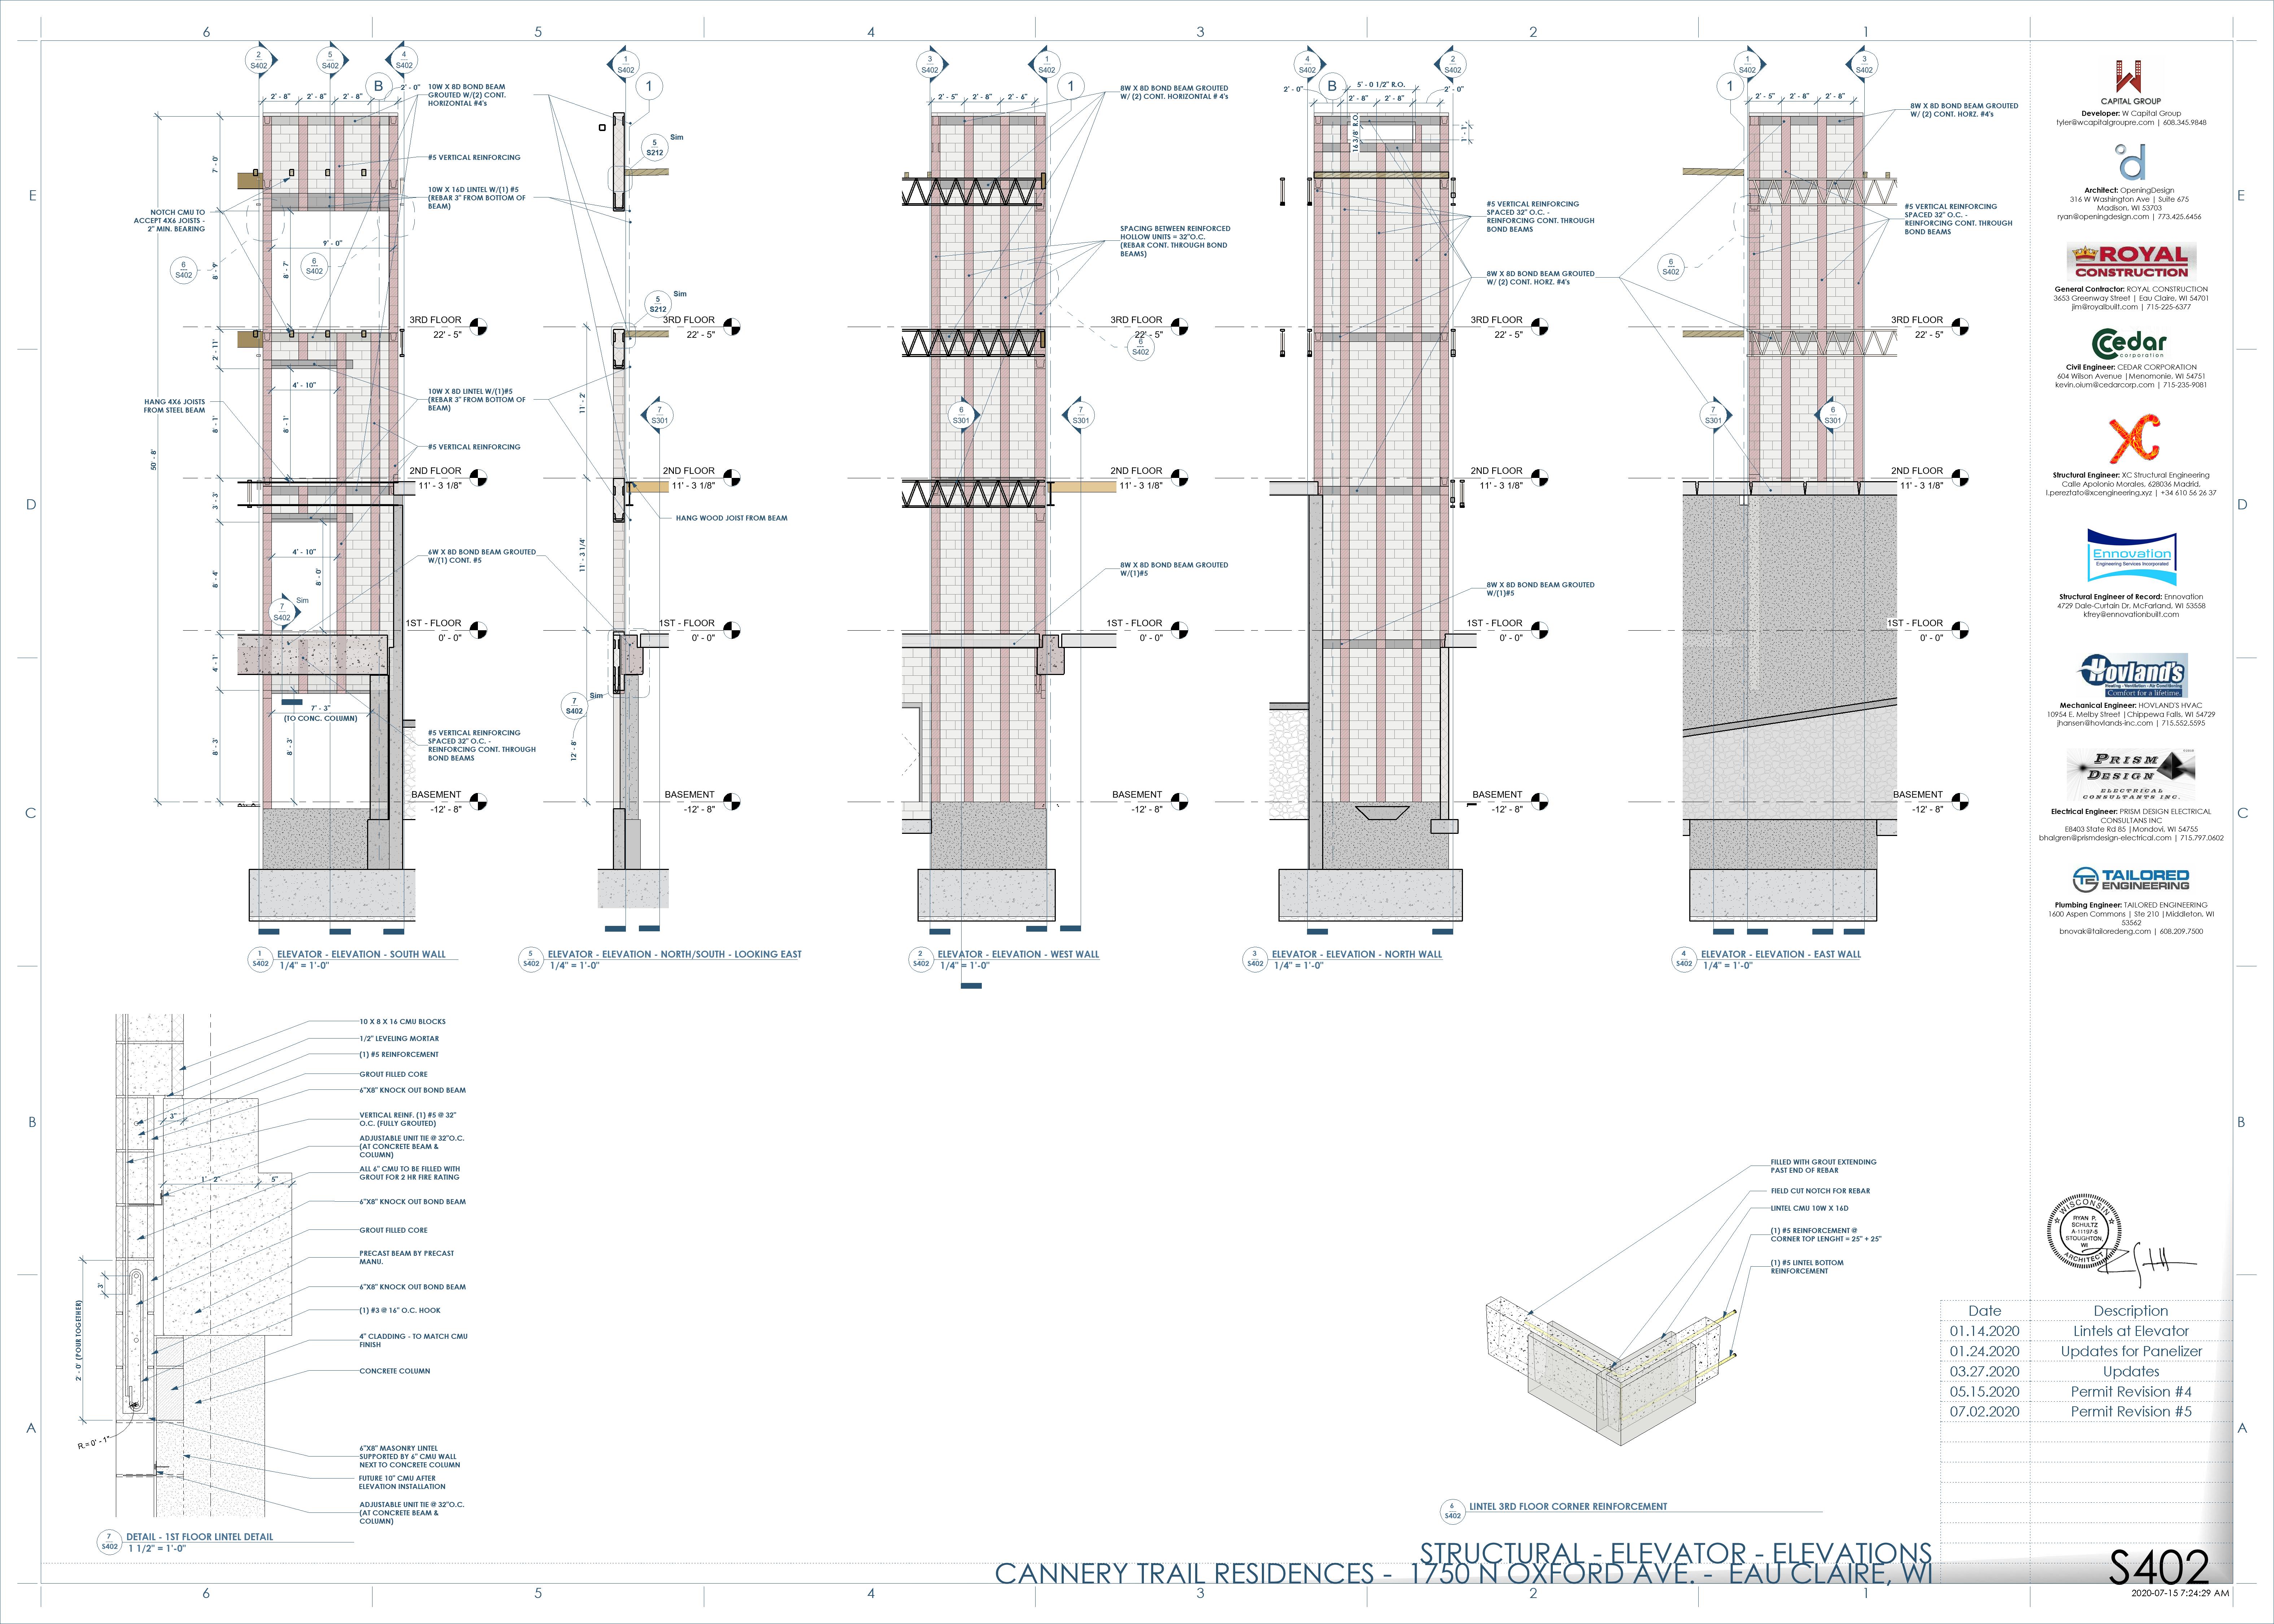 6
5
4
3
2
1
E
D
C
B
A
2
S402
5
S402
4
S402
B
2' - 8"
2' - 8"
2' - 8"
2' - 0"
10W X 8D BOND BEAM
GROUTED W/(2) CONT.
HORIZONTAL #4's
#5 VERTICAL REINFORCING
10W X 16D LINTEL W/(1) #5
(REBAR 3" FROM BOTTOM OF
BEAM)
NOTCH CMU TO
ACCEPT 4X6 JOISTS -
2" MIN. BEARING
7' - 0"
9' - 0"
8' - 9"
8' - 7"
6
S402
6
S402
3RD FLOOR
22' - 5"
2' - 11"
4' - 10"
HANG 4X6 JOISTS
FROM STEEL BEAM
10W X 8D LINTEL W/(1)#5
(REBAR 3" FROM BOTTOM OF
BEAM)
8' - 1"
8' - 1"
#5 VERTICAL REINFORCING
50' - 8"
2ND FLOOR
11' - 3 1/8"
3' - 3"
4' - 10"
6W X 8D BOND BEAM GROUTED
W/(1) CONT. #5
8' - 4"
8' - 0"
7
S402
Sim
1ST - FLOOR
0' - 0"
4' - 1"
7' - 3"
(TO CONC. COLUMN)
8' - 3"
8' - 3"
#5 VERTICAL REINFORCING
SPACED 32" O.C. -
REINFORCING CONT. THROUGH
BOND BEAMS
BASEMENT
-12' - 8"
1
S402
ELEVATOR - ELEVATION - SOUTH WALL
1/4" = 1'-0"
1
S402
1
5
S212
Sim
5
S212
Sim
3RD FLOOR
22' - 5"
11' - 2"
7
S301
2ND FLOOR
11' - 3 1/8"
HANG WOOD JOIST FROM BEAM
11' - 3 1/4"
1ST - FLOOR
0' - 0"
7
S402
Sim
12' - 8"
BASEMENT
-12' - 8"
5
S402
ELEVATOR - ELEVATION - NORTH/SOUTH - LOOKING EAST
1/4" = 1'-0"
3
S402
1
S402
1
2' - 5"
2' - 8"
2' - 6"
8W X 8D BOND BEAM GROUTED
W/ (2) CONT. HORIZONTAL # 4's
SPACING BETWEEN REINFORCED
HOLLOW UNITS = 32"O.C.
(REBAR CONT. THROUGH BOND
BEAMS)
3RD FLOOR
22' - 5"
6
S402
6
S301
7
S301
2ND FLOOR
11' - 3 1/8"
8W X 8D BOND BEAM GROUTED
W/(1)#5
1ST - FLOOR
0' - 0"
BASEMENT
-12' - 8"
2
S402
ELEVATOR - ELEVATION - WEST WALL
1/4" = 1'-0"
4
S402
2
S402
B
2' - 0"
5' - 0 1/2" R.O.
2' - 8"
2' - 8"
2' - 0"
16 3/8" R.O.
1' - 1"
#5 VERTICAL REINFORCING
SPACED 32" O.C. -
REINFORCING CONT. THROUGH
BOND BEAMS
8W X 8D BOND BEAM GROUTED
W/ (2) CONT. HORZ. #4's
3RD FLOOR
22' - 5"
2ND FLOOR
11' - 3 1/8"
8W X 8D BOND BEAM GROUTED
W/(1)#5
1ST - FLOOR
0' - 0"
BASEMENT
-12' - 8"
3
S402
ELEVATOR - ELEVATION - NORTH WALL
1/4" = 1'-0"
1
S402
3
S402
1
2' - 5"
2' - 8"
2' - 8"
8W X 8D BOND BEAM GROUTED
W/ (2) CONT. HORZ. #4's
#5 VERTICAL REINFORCING
SPACED 32" O.C. -
REINFORCING CONT. THROUGH
BOND BEAMS
6
S402
3RD FLOOR
22' - 5"
7
S301
6
S301
2ND FLOOR
11' - 3 1/8"
1ST - FLOOR
0' - 0"
BASEMENT
-12' - 8"
4
S402
ELEVATOR - ELEVATION - EAST WALL
1/4" = 1'-0"
10 X 8 X 16 CMU BLOCKS
1/2" LEVELING MORTAR
(1) #5 REINFORCEMENT
GROUT FILLED CORE
6"X8" KNOCK OUT BOND BEAM
VERTICAL REINF. (1) #5 @ 32"
O.C. (FULLY GROUTED)
ADJUSTABLE UNIT TIE @ 32"O.C.
(AT CONCRETE BEAM &
COLUMN)
ALL 6" CMU TO BE FILLED WITH
GROUT FOR 2 HR FIRE RATING
6"X8" KNOCK OUT BOND BEAM
GROUT FILLED CORE
PRECAST BEAM BY PRECAST
MANU.
6"X8" KNOCK OUT BOND BEAM
(1) #3 @ 16" O.C. HOOK
4" CLADDING - TO MATCH CMU
FINISH
CONCRETE COLUMN
6"X8" MASONRY LINTEL
SUPPORTED BY 6" CMU WALL
NEXT TO CONCRETE COLUMN
FUTURE 10" CMU AFTER
ELEVATION INSTALLATION
ADJUSTABLE UNIT TIE @ 32"O.C.
(AT CONCRETE BEAM &
COLUMN)
3"
1' - 2"
5"
3"
2' - 0" (POUR TOGETHER)
R = 0' - 1"
7
S402
DETAIL - 1ST FLOOR LINTEL DETAIL
1 1/2" = 1'-0"
FILLED WITH GROUT EXTENDING
PAST END OF REBAR
FIELD CUT NOTCH FOR REBAR
LINTEL CMU 10W X 16D
(1) #5 REINFORCEMENT @
CORNER TOP LENGHT = 25" + 25"
(1) #5 LINTEL BOTTOM
REINFORCEMENT
6
S402
LINTEL 3RD FLOOR CORNER REINFORCEMENT
CAPITAL GROUP
Developer: W Capital Group
tyler@wcapitalgroupre.com | 608.345.9848
Architect: OpeningDesign
316 W Washington Ave | Suite 675
Madison, WI 53703
ryan@openingdesign.com | 773.425.6456
ROYAL
CONSTRUCTION
General Contractor: ROYAL CONSTRUCTION
3653 Greenway Street | Eau Claire, WI 54701
jim@royalbuilt.com | 715-225-6377
Cedar
corporation
Civil Engineer: CEDAR CORPORATION
604 Wilson Avenue |Menomonie, WI 54751
kevin.oium@cedarcorp.com | 715-235-9081
XC
Structural Engineer: XC Structural Engineering
Calle Apolonio Morales, 628036 Madrid,
l.pereztato@xcengineering.xyz | +34 610 56 26 37
Ennovation
Engineering Services Incorporated
Structural Engineer of Record: Ennovation
4729 Dale-Curtain Dr, McFarland, WI 53558
kfrey@ennovationbuilt.com
Hovland's
Heating - Ventilation - Air Conditioning
Comfort for a lifetime.
Mechanical Engineer: HOVLAND'S HVAC
10954 E. Melby Street |Chippewa Falls, WI 54729
jhansen@hovlands-inc.com | 715.552.5595
PRISM
DESIGN
ELECTRICAL
CONSULTANTS INC.
Electrical Engineer: PRISM DESIGN ELECTRICAL
CONSULTANS INC
E8403 State Rd 85 |Mondovi, WI 54755
bhalgren@prismdesign-electrical.com | 715.797.0602
TAILORED
ENGINEERING
Plumbing Engineer: TAILORED ENGINEERING
1600 Aspen Commons | Ste 210 |Middleton, WI
53562
bnovak@tailoredeng.com | 608.209.7500
WISCONSIN
RYAN P.
SCHULTZ
A-11197-5
STOUGHTON,
WI
ARCHITECT
Date Description
01.14.2020 Lintels at Elevator
01.24.2020 Updates for Panelizer
03.27.2020 Updates
05.15.2020 Permit Revision #4
07.02.2020 Permit Revision #5
STRUCTURAL - ELEVATOR - ELEVATIONS
CANNERY TRAIL RESIDENCES - 1750 N OXFORD AVE. - EAU CLAIRE, WI
S402
2020-07-15 7:24:29 AM
E
D
C
B
A
6
5
4
3
2
1